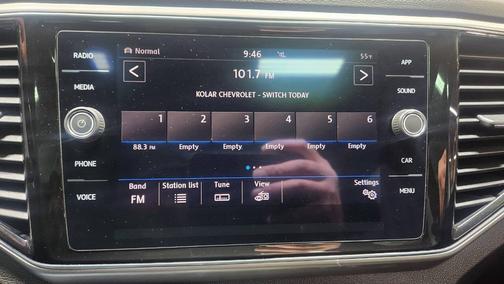 RADIO
MEDIA
PHONE
VOICE
Normal 9:46 55°F
101.7 FM
KOLAR CHEVROLET - SWITCH TODAY
1 2 3 4 5 6
88.3 FM Empty Empty Empty Empty Empty
Band Station list Tune View Settings
FM
APP
SOUND
CAR
MENU